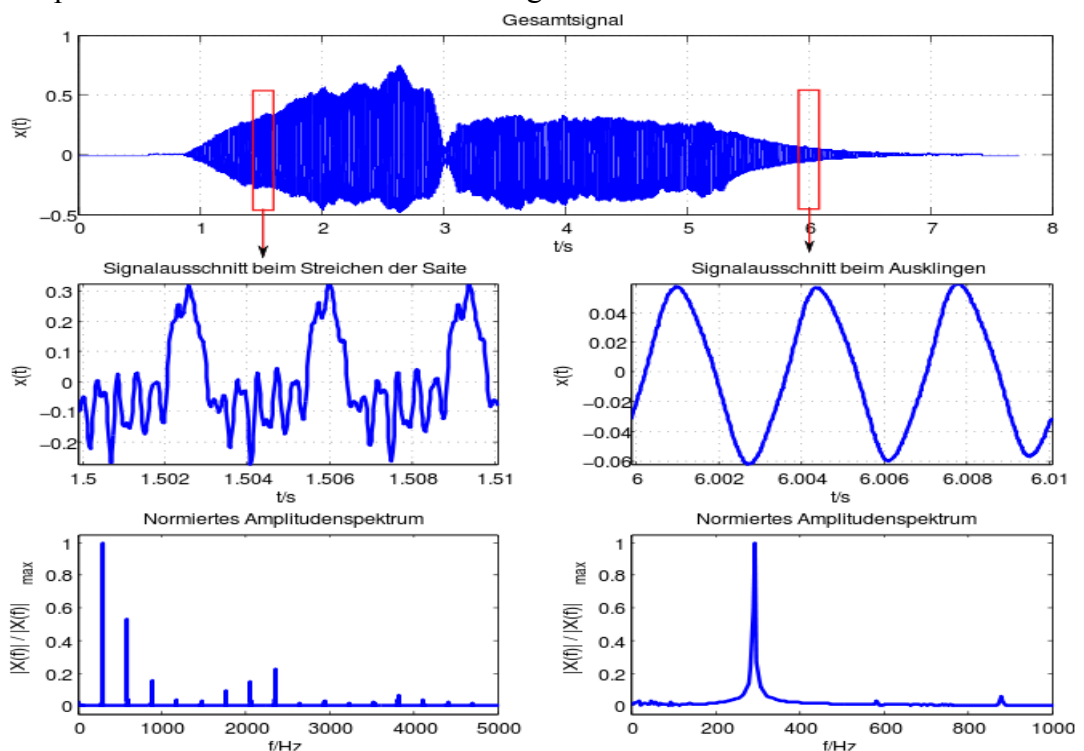 Gesamtsignal
1
0.5
0
−0.5
x(t)
0 1 2 3 4 5 6 7 8
t/s
Signalausschnitt beim Streichen der Saite
0.3
0.2
0.1
0
−0.1
−0.2
x(t)
1.5 1.502 1.504 1.506 1.508 1.51
t/s
Signalausschnitt beim Ausklingen
0.04
0.02
0
−0.02
−0.04
−0.06
x(t)
6 6.002 6.004 6.006 6.008 6.01
t/s
Normiertes Amplitudenspektrum
1
0.8
0.6
0.4
0.2
0
|X(f)| / |X(f)| max
0 1000 2000 3000 4000 5000
f/Hz
Normiertes Amplitudenspektrum
1
0.8
0.6
0.4
0.2
0
|X(f)| / |X(f)| max
0 200 400 600 800 1000
f/Hz